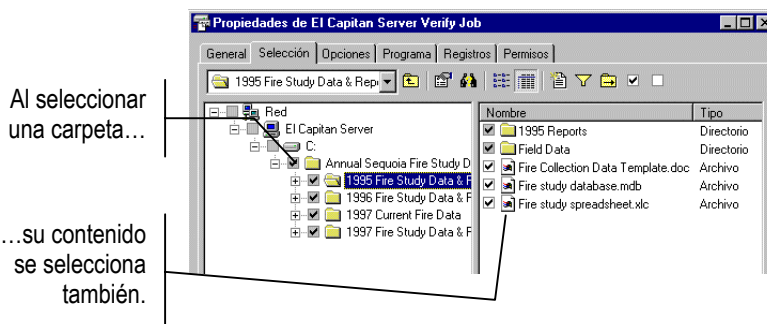 Propiedades de El Capitan Server Verify Job
General Selección Opciones Programa Registros Permisos
1995 Fire Study Data & Rep
Al seleccionar
una carpeta…
Red
El Capitan Server
C:
Annual Sequoia Fire Study D
1995 Fire Study Data & F
1996 Fire Study Data & F
1997 Current Fire Data
1997 Fire Study Data & F
Nombre Tipo
1995 Reports Directorio
Field Data Directorio
Fire Collection Data Template.doc Archivo
Fire study database.mdb Archivo
Fire study spreadsheet.xlc Archivo
…su contenido
se selecciona
también.